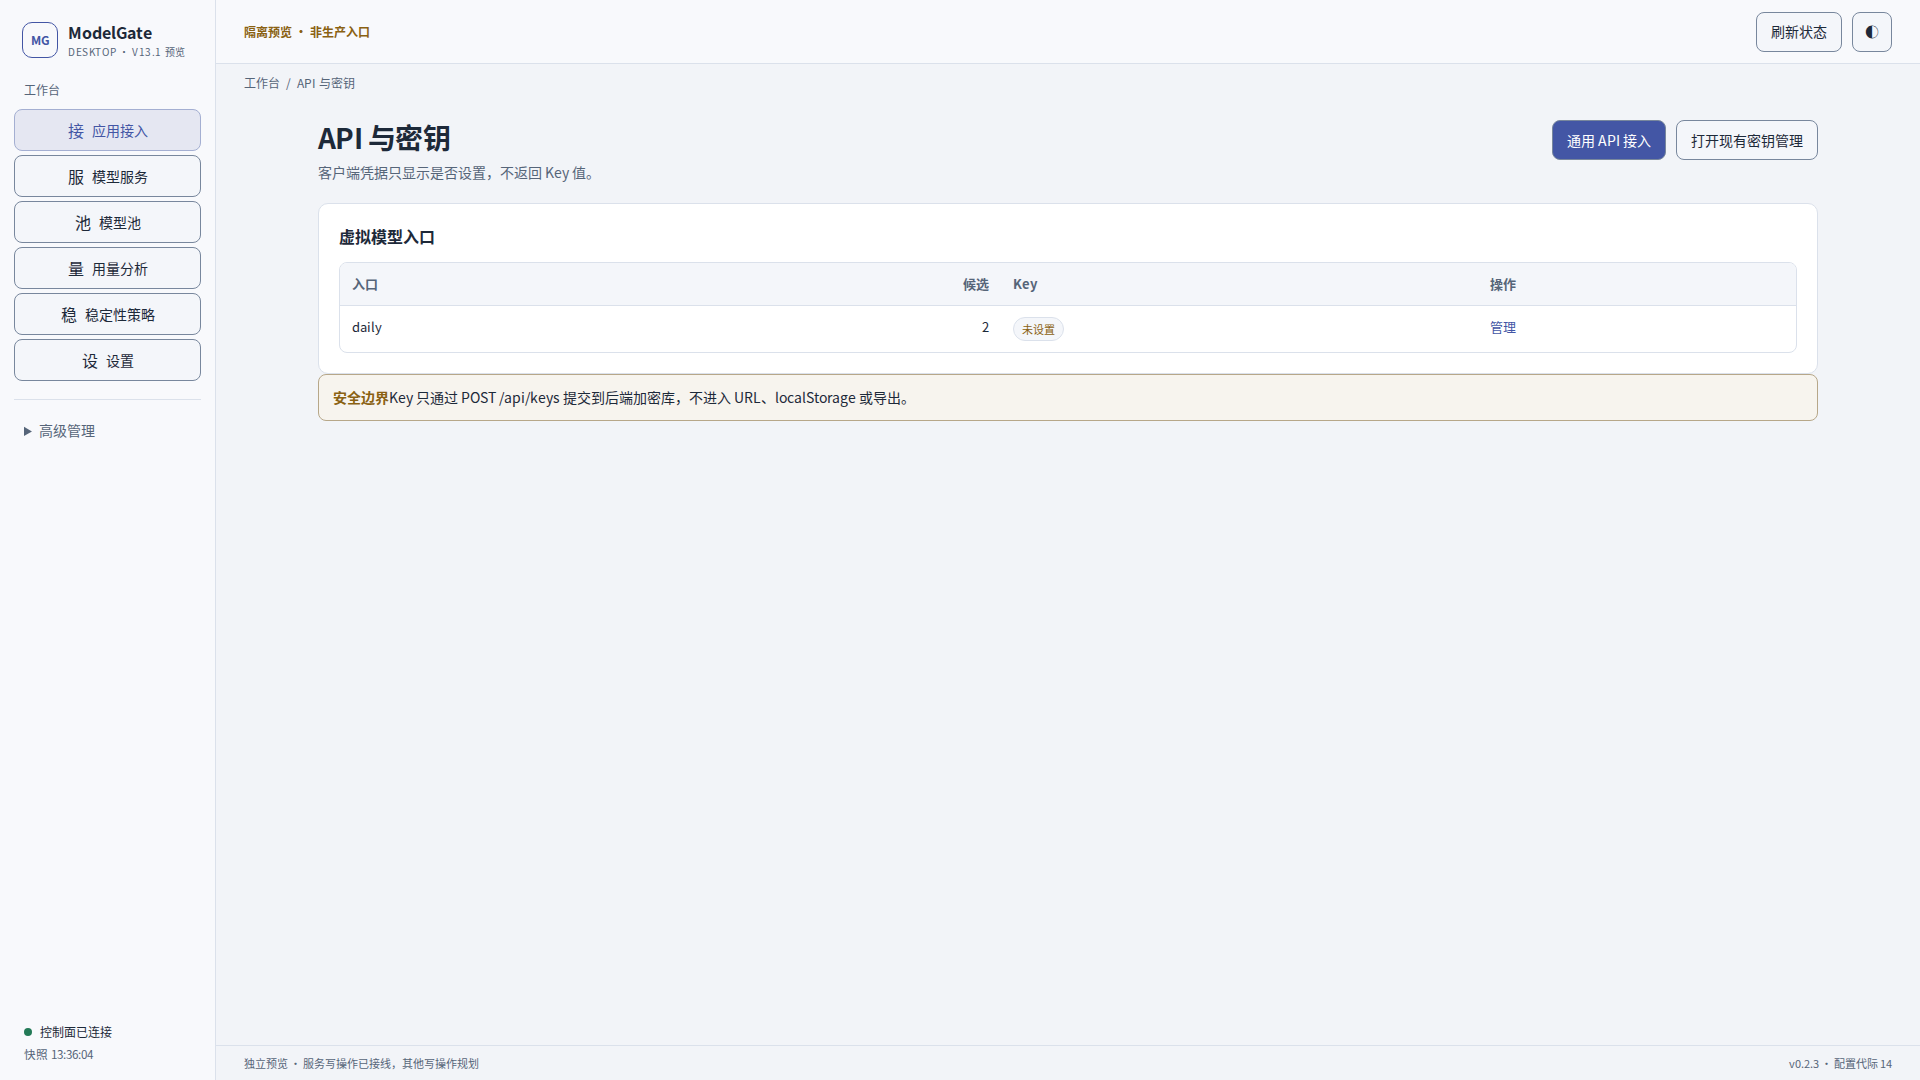 MG
ModelGate
DESKTOP · V13.1 预览
工作台
接 应用接入
服 模型服务
池 模型池
量 用量分析
稳 稳定性策略
设 设置
▶ 高级管理
控制面已连接
快照 13:36:04
隔离预览 · 非生产入口
刷新状态
工作台 / API 与密钥
API 与密钥
客户端凭据只显示是否设置，不返回 Key 值。
通用 API 接入
打开现有密钥管理
虚拟模型入口
入口 候选 Key 操作
daily 2 未设置 管理
安全边界Key 只通过 POST /api/keys 提交到后端加密库，不进入 URL、localStorage 或导出。
独立预览 · 服务写操作已接线，其他写操作规划
v0.2.3 · 配置代际 14